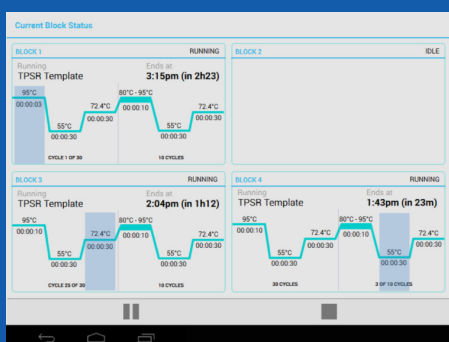 Current Block Status
BLOCK 1 RUNNING
Running Ends at
TPSR Template 3:15pm (in 2h23)
95°C 80°C - 95°C
00:00:03 72.4°C 00:00:10 72.4°C
55°C 00:00:30 55°C 00:00:30
00:00:30 00:00:30
CYCLE 1 OF 30 10 CYCLES
BLOCK 2 IDLE
BLOCK 3 RUNNING
Running Ends at
TPSR Template 2:04pm (in 1h12)
95°C 80°C - 95°C
00:00:10 72.4°C 00:00:10 72.4°C
55°C 00:00:30 55°C 00:00:30
00:00:30 00:00:30
CYCLE 25 OF 30 10 CYCLES
BLOCK 4 RUNNING
Running Ends at
TPSR Template 1:43pm (in 23m)
95°C 80°C - 95°C
00:00:10 72.4°C 00:00:10 72.4°C
55°C 00:00:30 55°C 00:00:30
00:00:30 00:00:30
30 CYCLES 3 OF 10 CYCLES